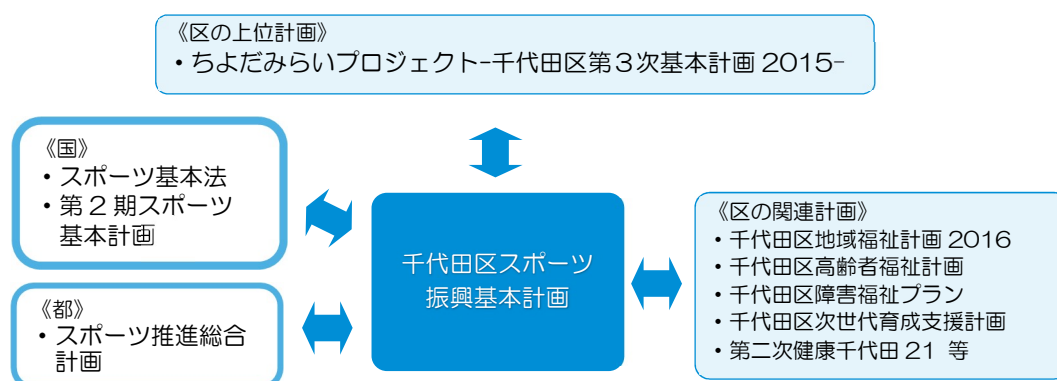 《区の上位計画》
・ちよだみらいプロジェクト-千代田区第3次基本計画 2015-
《国》
・スポーツ基本法
・第2期スポーツ
基本計画
《都》
・スポーツ推進総合
計画
千代田区スポーツ
振興基本計画
《区の関連計画》
・千代田区地域福祉計画 2016
・千代田区高齢者福祉計画
・千代田区障害福祉プラン
・千代田区次世代育成支援計画
・第二次健康千代田 21 等